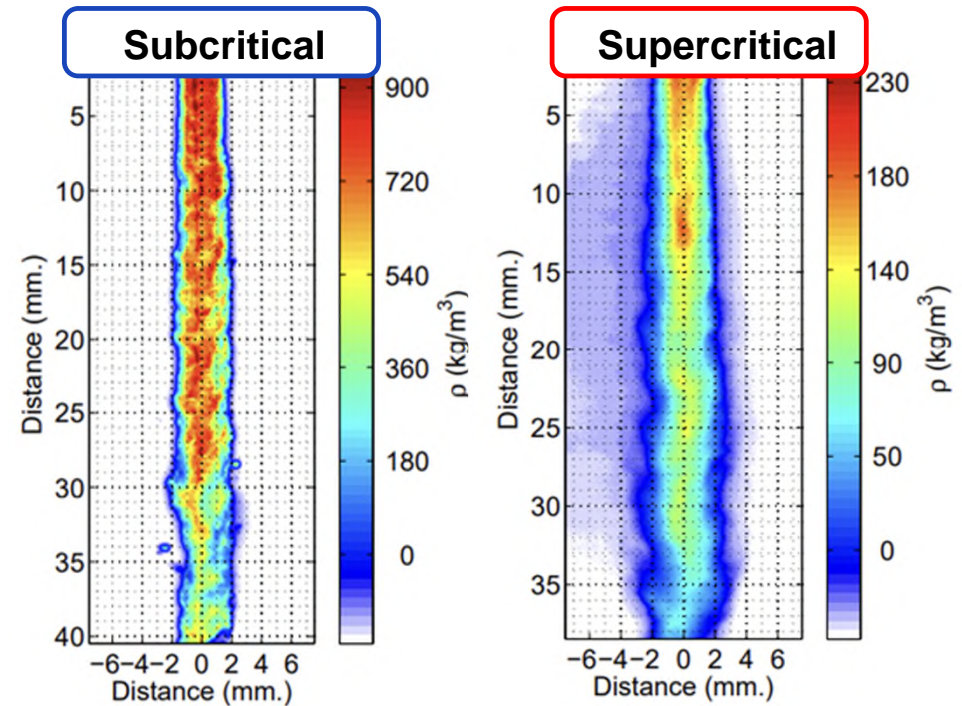 Subcritical
5
10
15
20
25
30
35
40
Distance (mm.)
−6−4−2 0 2 4 6
Distance (mm.)
900
720
540
360
180
0
ρ (kg/m³)
Supercritical
5
10
15
20
25
30
35
Distance (mm.)
−6−4−2 0 2 4 6
Distance (mm.)
230
180
140
90
50
0
ρ (kg/m³)